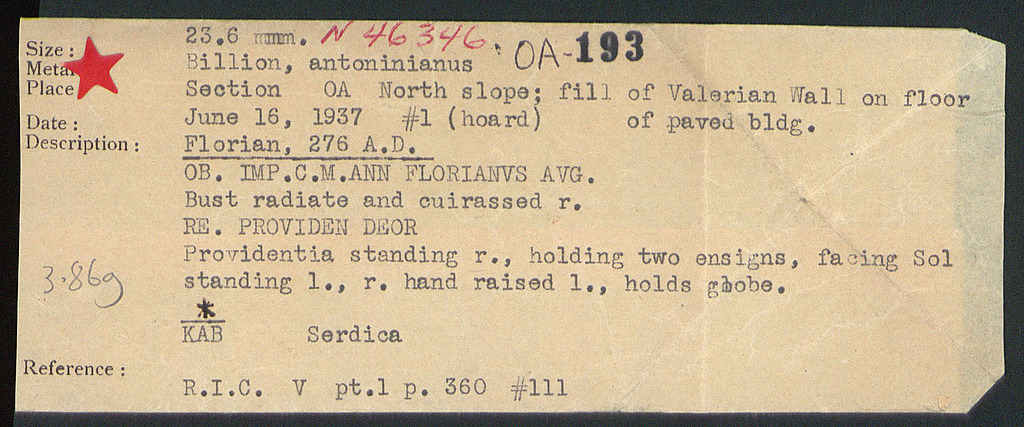 Size : 23.6 mmm. N 46346. OA-193
Metal Billion, antoninianus
Place Section OA North slope; fill of Valerian Wall on floor
Date : June 16, 1937 #1 (hoard) of paved bldg.
Description : Florian, 276 A.D.
OB. IMP.C.M.ANN FLORIANVS AVG.
Bust radiate and cuirassed r.
RE. PROVIDEN DEOR
Providentia standing r., holding two ensigns, facing Sol
3.86g standing l., r. hand raised l., holds globe.
*
KAB Serdica
Reference :
R.I.C. V pt.1 p. 360 #111